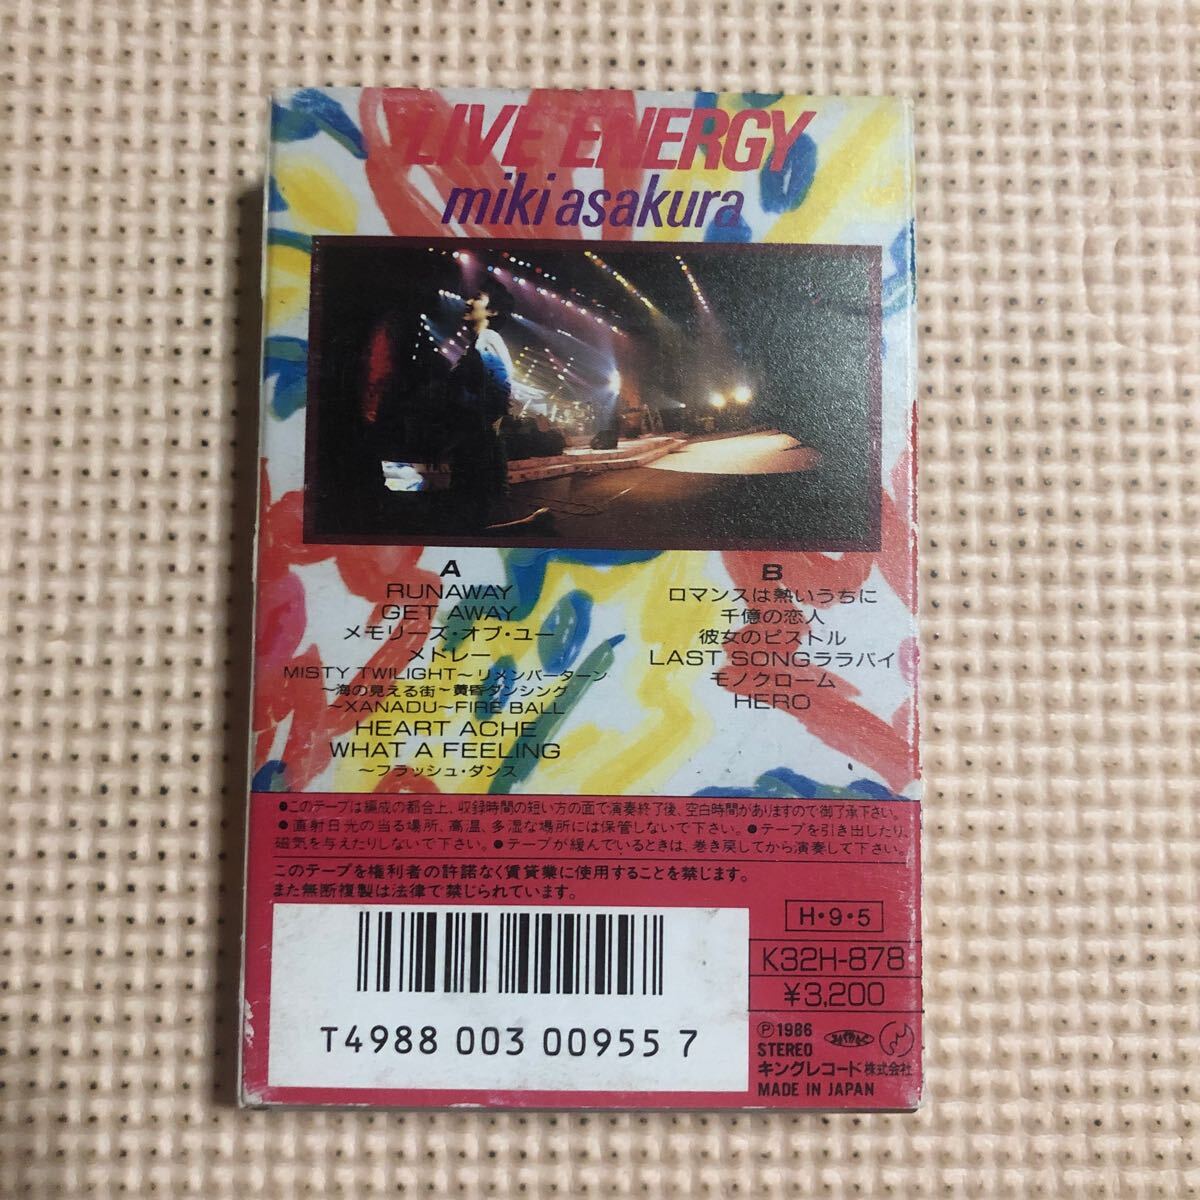 LIVE ENERGY
miki asakura
A
RUNAWAY
GET AWAY
メモリーズ・オブ・ユー
メドレー
MISTY TWILIGHT～リメンバーターン
～海の見える街～黄昏ダンシング
～XANADU～FIRE BALL
HEART ACHE
WHAT A FEELING
～フラッシュ・ダンス
B
ロマンスは熱いうちに
千億の恋人
彼女のピストル
LAST SONGララバイ
モノクローム
HERO
●このテープは編成の都合上、収録時間の短い方の面で演奏終了後、空白時間がありますので御了承下さい。
●直射日光の当る場所、高温、多湿な場所には保管しないで下さい。●テープを引き出したり、
磁気を与えたりしないで下さい。●テープが緩んでいるときは、巻き戻してから演奏して下さい。
このテープを権利者の許諾なく賃貸業に使用することを禁じます。
また無断複製は法律で禁じられています。
T4988 003 00955 7
H・9・5
K32H-878
¥3,200
Ⓟ1986
STEREO
キングレコード株式会社
MADE IN JAPAN